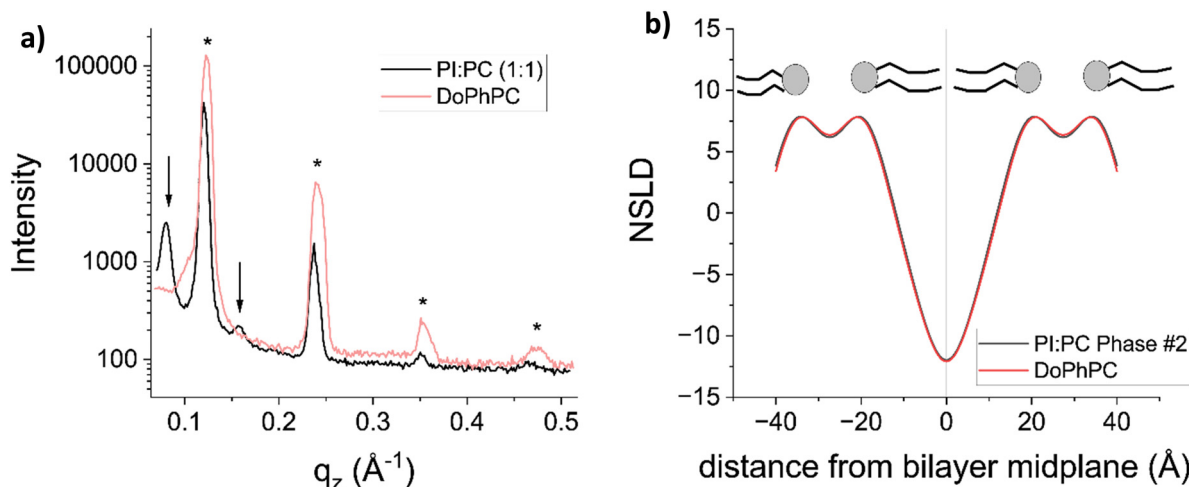 a)
*
PI:PC (1:1)
DoPhPC
*
*
*
100000
10000
1000
100
Intensity
0.1 0.2 0.3 0.4 0.5
q_z (Å⁻¹)
b)
15
10
5
0
−5
−10
−15
NSLD
PI:PC Phase #2
DoPhPC
−40 −20 0 20 40
distance from bilayer midplane (Å)